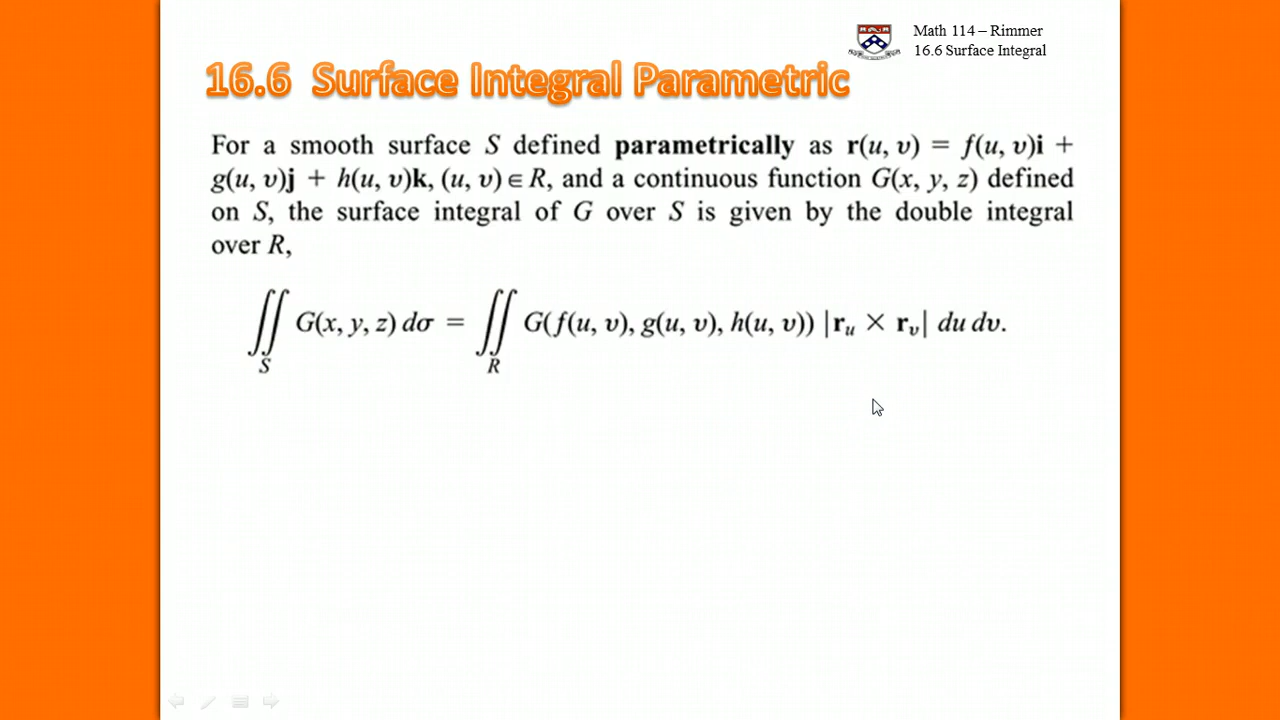 Math 114 – Rimmer
16.6 Surface Integral
16.6 Surface Integral Parametric
For a smooth surface S defined parametrically as r(u, v) = f(u, v)i +
g(u, v)j + h(u, v)k, (u, v) ∈ R, and a continuous function G(x, y, z) defined
on S, the surface integral of G over S is given by the double integral
over R,
∬_S G(x, y, z) dσ = ∬_R G(f(u, v), g(u, v), h(u, v)) |r_u × r_v| du dv.